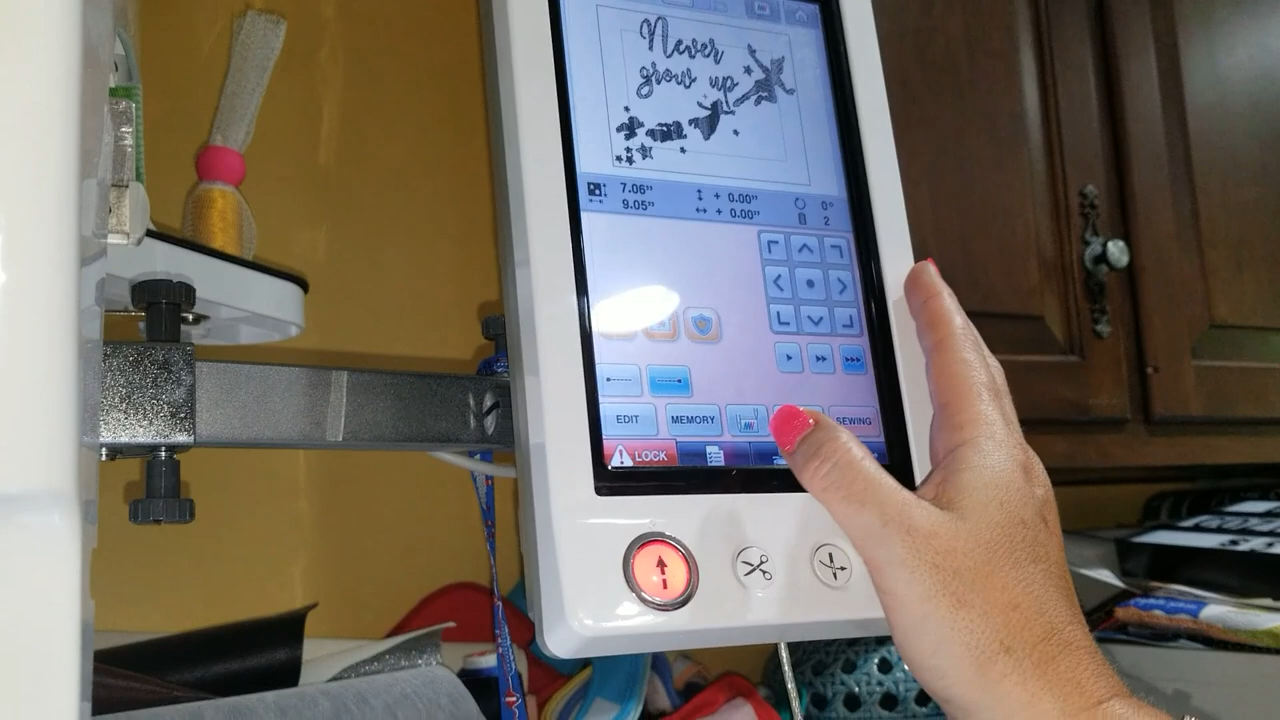 Never
grow up
7.06"
9.05"
+ 0.00"
+ 0.00"
0°
2
EDIT
MEMORY
SEWING
LOCK